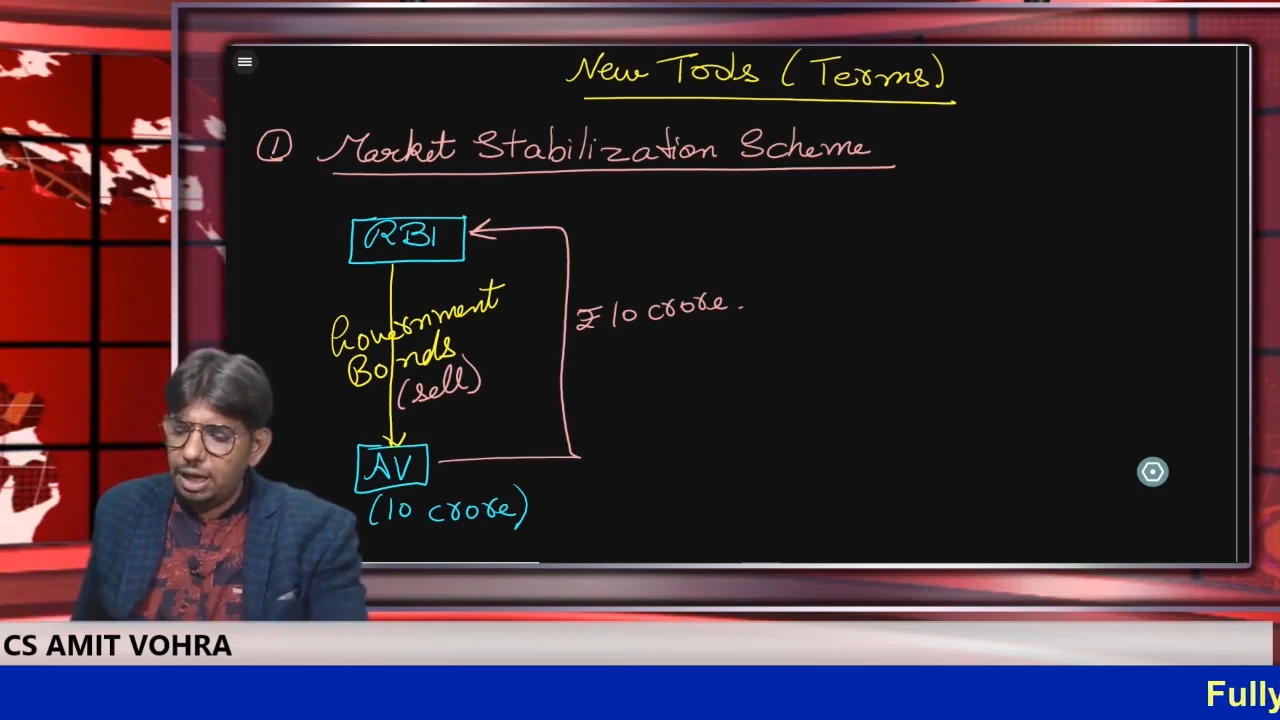 New Tools (Terms)
① Market Stabilization Scheme
RBI
Government
Bonds
(sell)
₹ 10 crore.
AV
(10 crore)
CS AMIT VOHRA
Fully